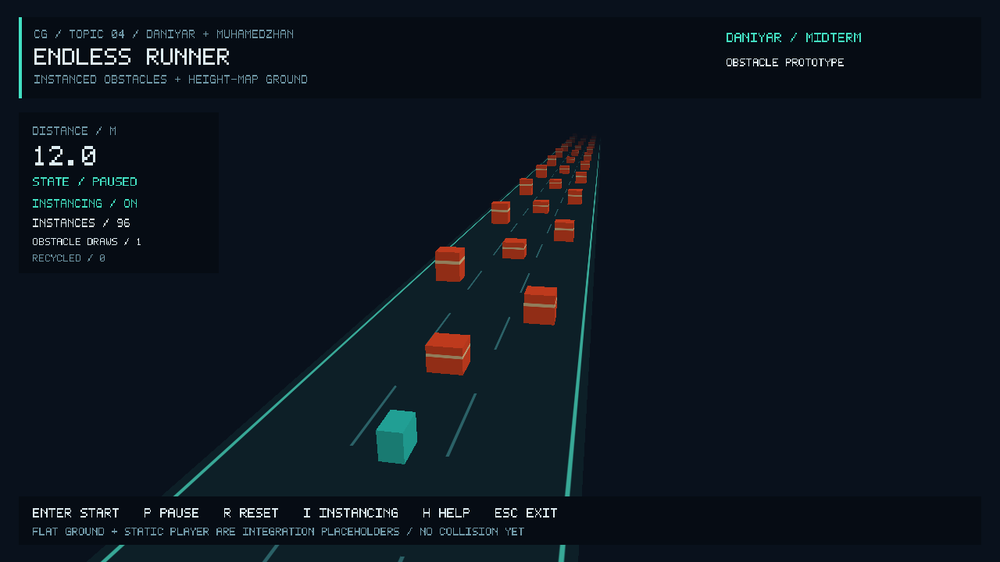 CG / TOPIC 04 / DANIYAR + MUHAMEDZHAN
ENDLESS RUNNER
INSTANCED OBSTACLES + HEIGHT-MAP GROUND
DANIYAR / MIDTERM
OBSTACLE PROTOTYPE
DISTANCE / M
12.0
STATE / PAUSED
INSTANCING / ON
INSTANCES / 96
OBSTACLE DRAWS / 1
RECYCLED / 0
ENTER START P PAUSE R RESET I INSTANCING H HELP ESC EXIT
FLAT GROUND + STATIC PLAYER ARE INTEGRATION PLACEHOLDERS / NO COLLISION YET